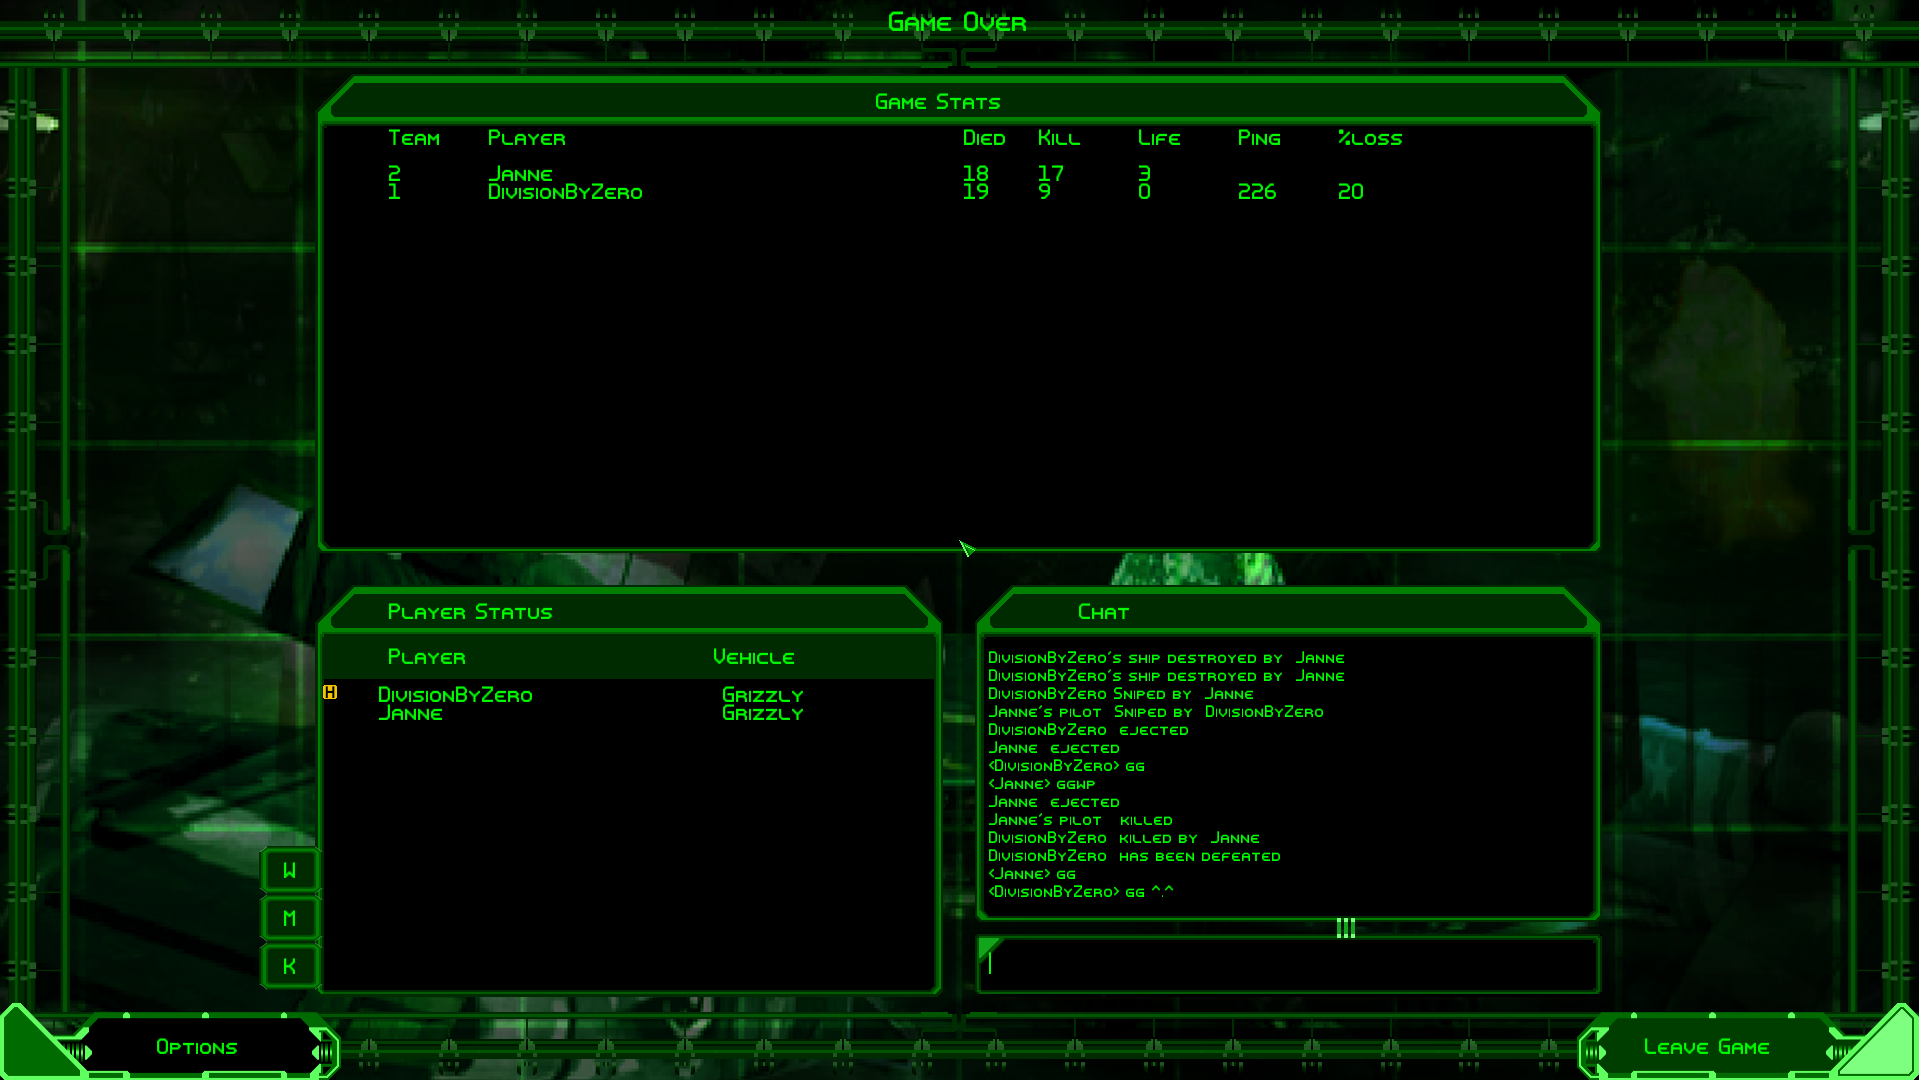 Game Over
Game Stats
Team Player Died Kill Life Ping %loss
2 Janne 18 17 3
1 DivisionByZero 19 9 0 226 20
Player Status
Player Vehicle
H DivisionByZero Grizzly
Janne Grizzly
W
M
K
Chat
DivisionByZero's ship destroyed by Janne
DivisionByZero's ship destroyed by Janne
DivisionByZero Sniped by Janne
Janne's pilot Sniped by DivisionByZero
DivisionByZero ejected
Janne ejected
<DivisionByZero> gg
<Janne> ggwp
Janne ejected
Janne's pilot killed
DivisionByZero killed by Janne
DivisionByZero has been defeated
<Janne> gg
<DivisionByZero> gg ^.^
Options
Leave Game